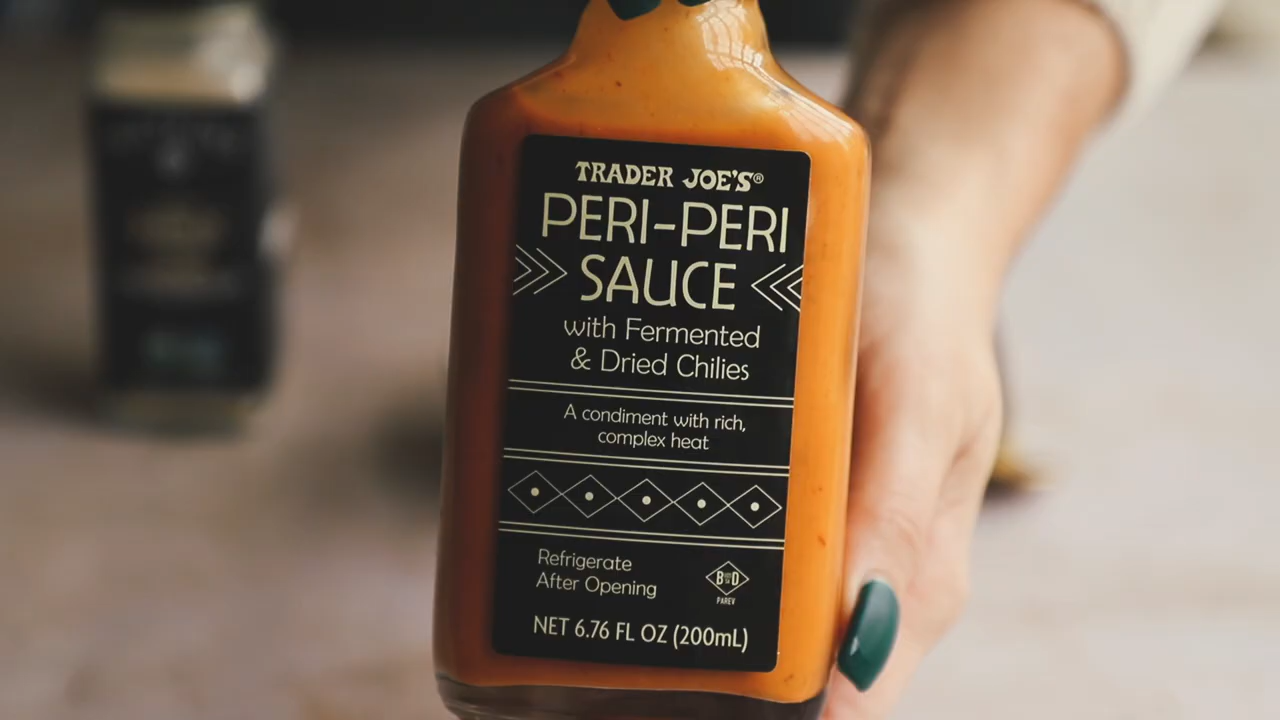 TRADER JOE'S®
PERI-PERI
SAUCE
with Fermented
& Dried Chilies
A condiment with rich,
complex heat
Refrigerate
After Opening
B D
PAREV
NET 6.76 FL OZ (200mL)